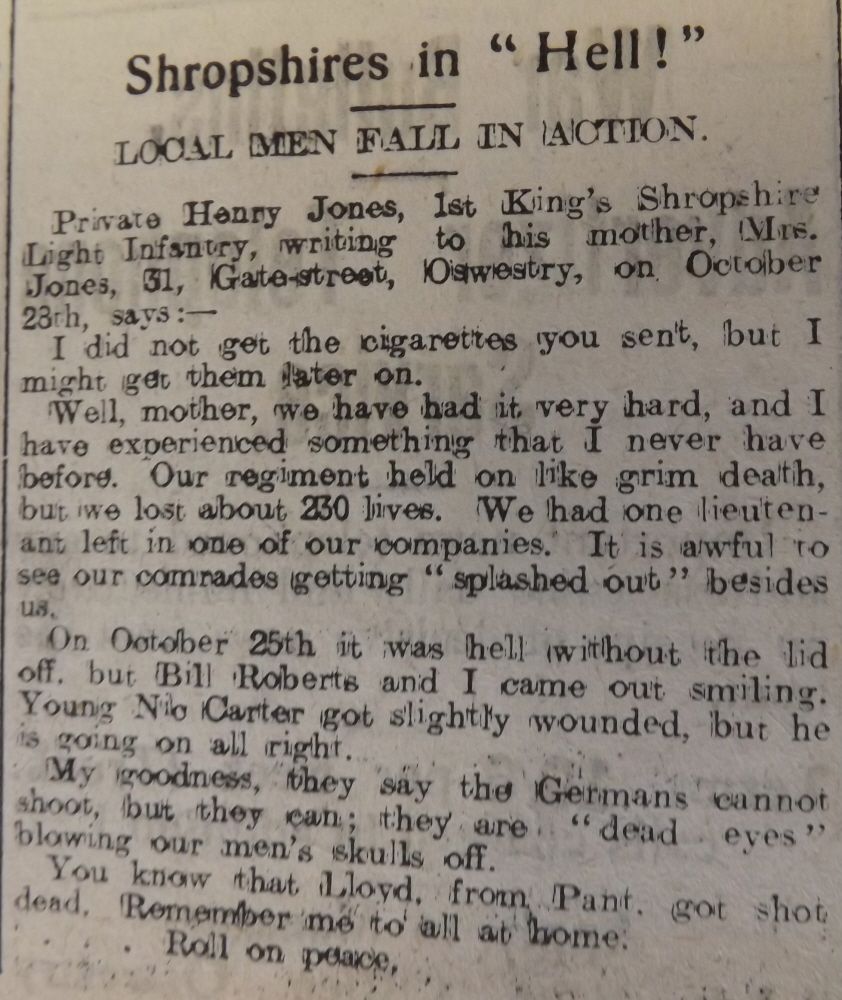 Shropshires in " Hell! "
LOCAL MEN FALL IN ACTION.
Private Henry Jones, 1st King's Shropshire
Light Infantry, writing to his mother, Mrs.
Jones, 31, Gate-street, Oswestry, on October
28th, says:—
I did not get the cigarettes you sent, but I
might get them later on.
Well, mother, we have had it very hard, and I
have experienced something that I never have
before. Our regiment held on like grim death,
but we lost about 230 lives. We had one lieuten-
ant left in one of our companies. It is awful to
see our comrades getting " splashed out " besides
us.
On October 25th it was hell without the lid
off, but Bill Roberts and I came out smiling.
Young Nic Carter got slightly wounded, but he
is going on all right.
My goodness, they say the Germans cannot
shoot, but they can; they are " dead eyes "
blowing our men's skulls off.
You know that Lloyd, from Pant, got shot
dead. Remember me to all at home.
Roll on peace,